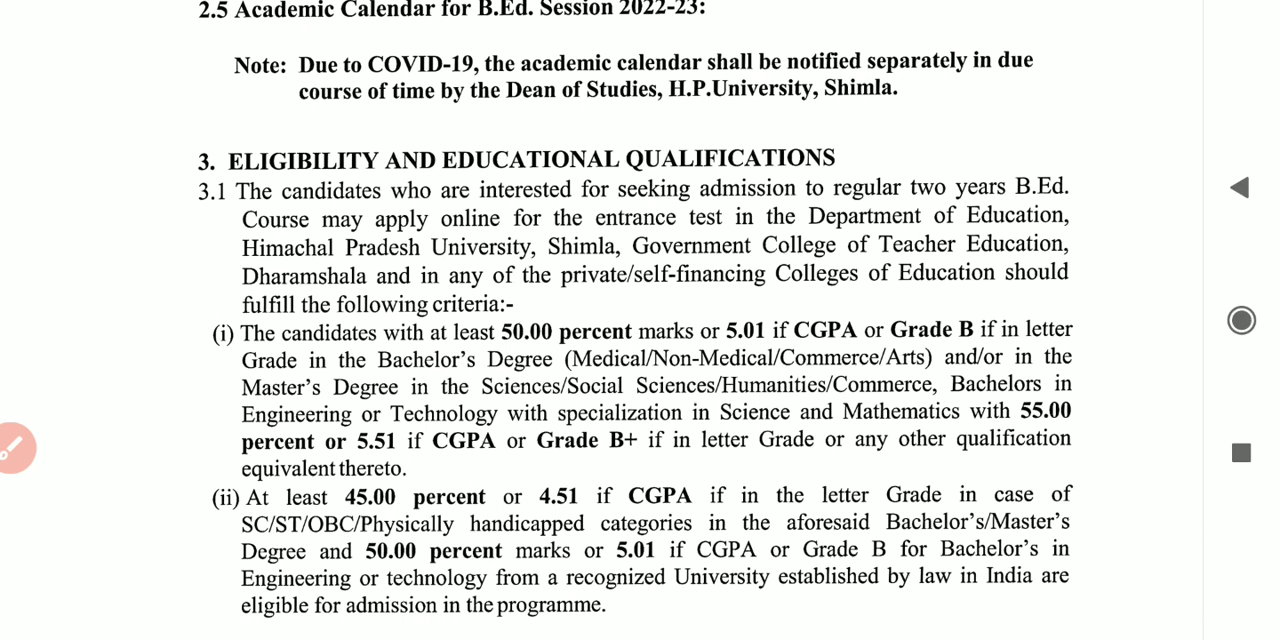 2.5 Academic Calendar for B.Ed. Session 2022-23:
Note: Due to COVID-19, the academic calendar shall be notified separately in due
course of time by the Dean of Studies, H.P.University, Shimla.
3. ELIGIBILITY AND EDUCATIONAL QUALIFICATIONS
3.1 The candidates who are interested for seeking admission to regular two years B.Ed.
Course may apply online for the entrance test in the Department of Education,
Himachal Pradesh University, Shimla, Government College of Teacher Education,
Dharamshala and in any of the private/self-financing Colleges of Education should
fulfill the following criteria:-
(i) The candidates with at least 50.00 percent marks or 5.01 if CGPA or Grade B if in letter
Grade in the Bachelor's Degree (Medical/Non-Medical/Commerce/Arts) and/or in the
Master's Degree in the Sciences/Social Sciences/Humanities/Commerce, Bachelors in
Engineering or Technology with specialization in Science and Mathematics with 55.00
percent or 5.51 if CGPA or Grade B+ if in letter Grade or any other qualification
equivalent thereto.
(ii) At least 45.00 percent or 4.51 if CGPA if in the letter Grade in case of
SC/ST/OBC/Physically handicapped categories in the aforesaid Bachelor's/Master's
Degree and 50.00 percent marks or 5.01 if CGPA or Grade B for Bachelor's in
Engineering or technology from a recognized University established by law in India are
eligible for admission in the programme.